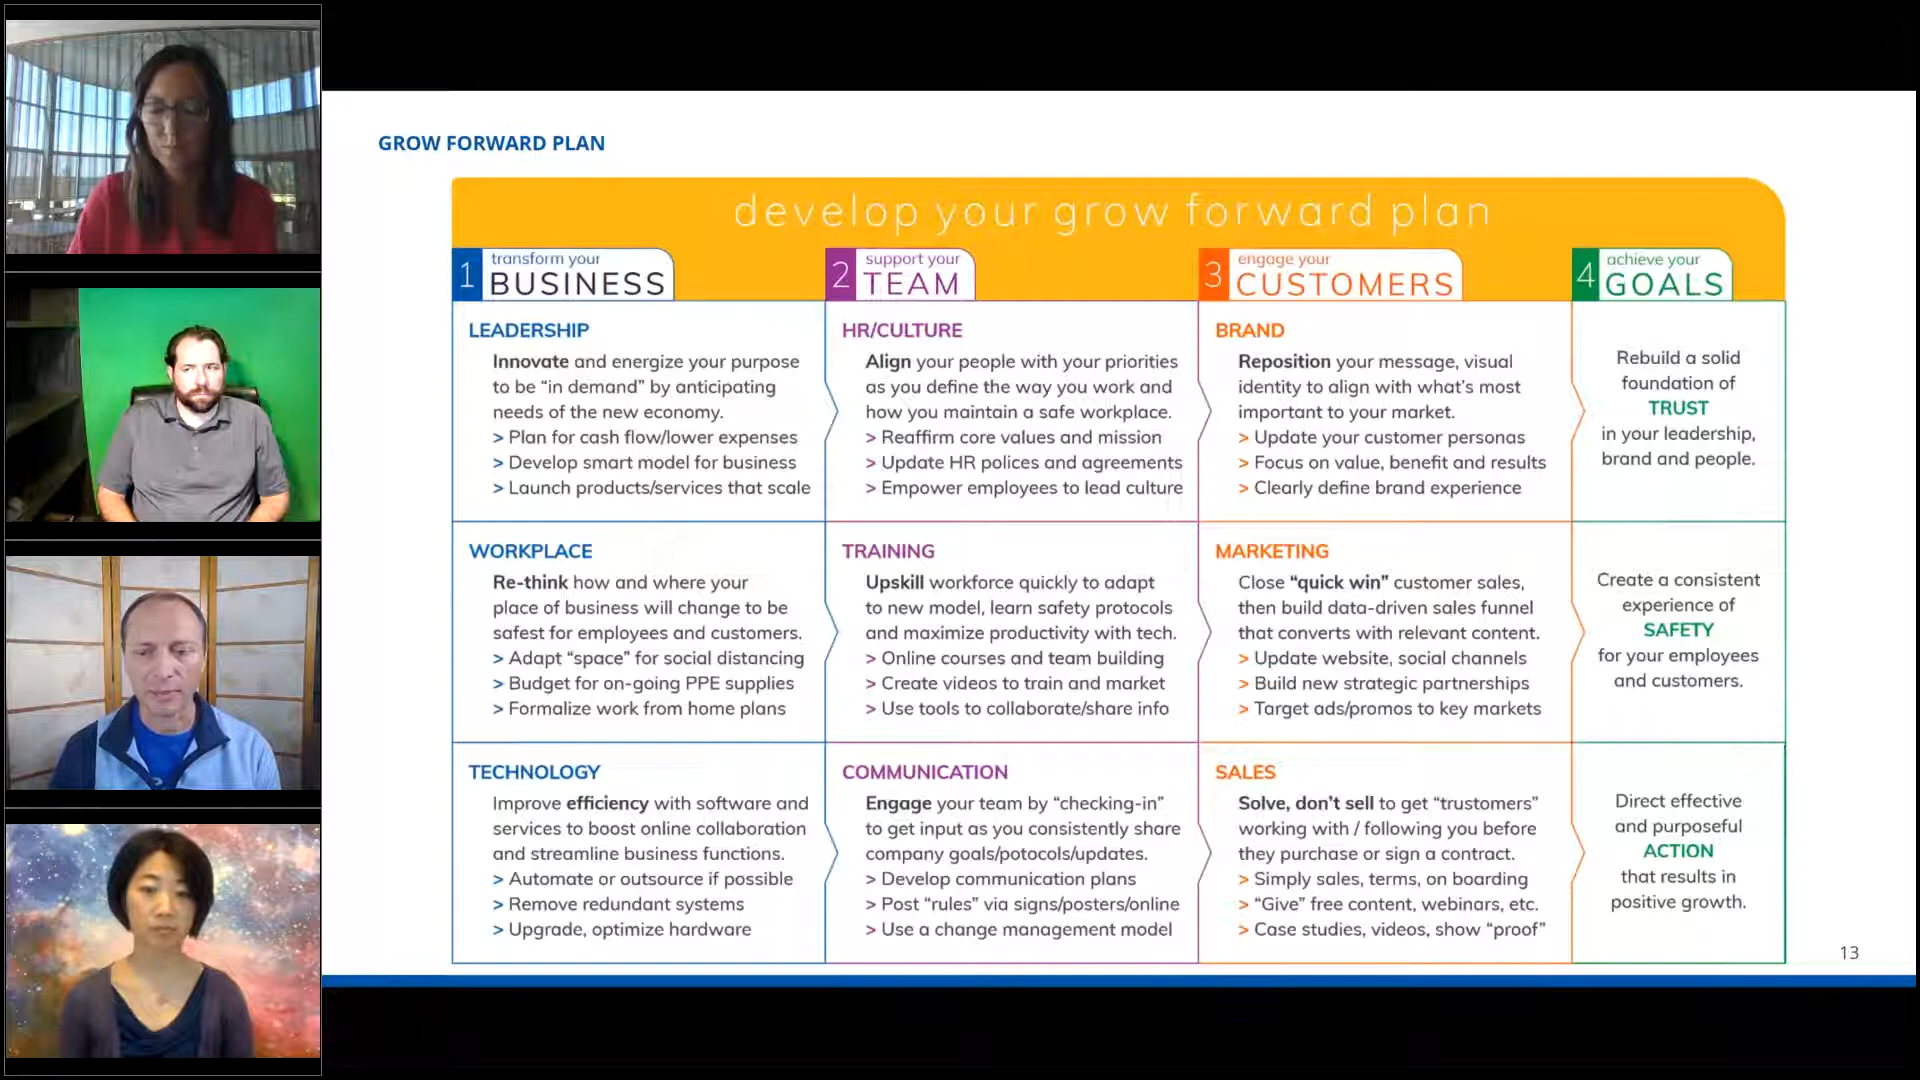 GROW FORWARD PLAN
develop your grow forward plan
1 transform your
BUSINESS
2 support your
TEAM
3 engage your
CUSTOMERS
4 achieve your
GOALS
LEADERSHIP
Innovate and energize your purpose
to be “in demand” by anticipating
needs of the new economy.
> Plan for cash flow/lower expenses
> Develop smart model for business
> Launch products/services that scale
HR/CULTURE
Align your people with your priorities
as you define the way you work and
how you maintain a safe workplace.
> Reaffirm core values and mission
> Update HR polices and agreements
> Empower employees to lead culture
BRAND
Reposition your message, visual
identity to align with what’s most
important to your market.
> Update your customer personas
> Focus on value, benefit and results
> Clearly define brand experience
Rebuild a solid
foundation of
TRUST
in your leadership,
brand and people.
WORKPLACE
Re-think how and where your
place of business will change to be
safest for employees and customers.
> Adapt “space” for social distancing
> Budget for on-going PPE supplies
> Formalize work from home plans
TRAINING
Upskill workforce quickly to adapt
to new model, learn safety protocols
and maximize productivity with tech.
> Online courses and team building
> Create videos to train and market
> Use tools to collaborate/share info
MARKETING
Close “quick win” customer sales,
then build data-driven sales funnel
that converts with relevant content.
> Update website, social channels
> Build new strategic partnerships
> Target ads/promos to key markets
Create a consistent
experience of
SAFETY
for your employees
and customers.
TECHNOLOGY
Improve efficiency with software and
services to boost online collaboration
and streamline business functions.
> Automate or outsource if possible
> Remove redundant systems
> Upgrade, optimize hardware
COMMUNICATION
Engage your team by “checking-in”
to get input as you consistently share
company goals/potocols/updates.
> Develop communication plans
> Post “rules” via signs/posters/online
> Use a change management model
SALES
Solve, don’t sell to get “trustomers”
working with / following you before
they purchase or sign a contract.
> Simply sales, terms, on boarding
> “Give” free content, webinars, etc.
> Case studies, videos, show “proof”
Direct effective
and purposeful
ACTION
that results in
positive growth.
13